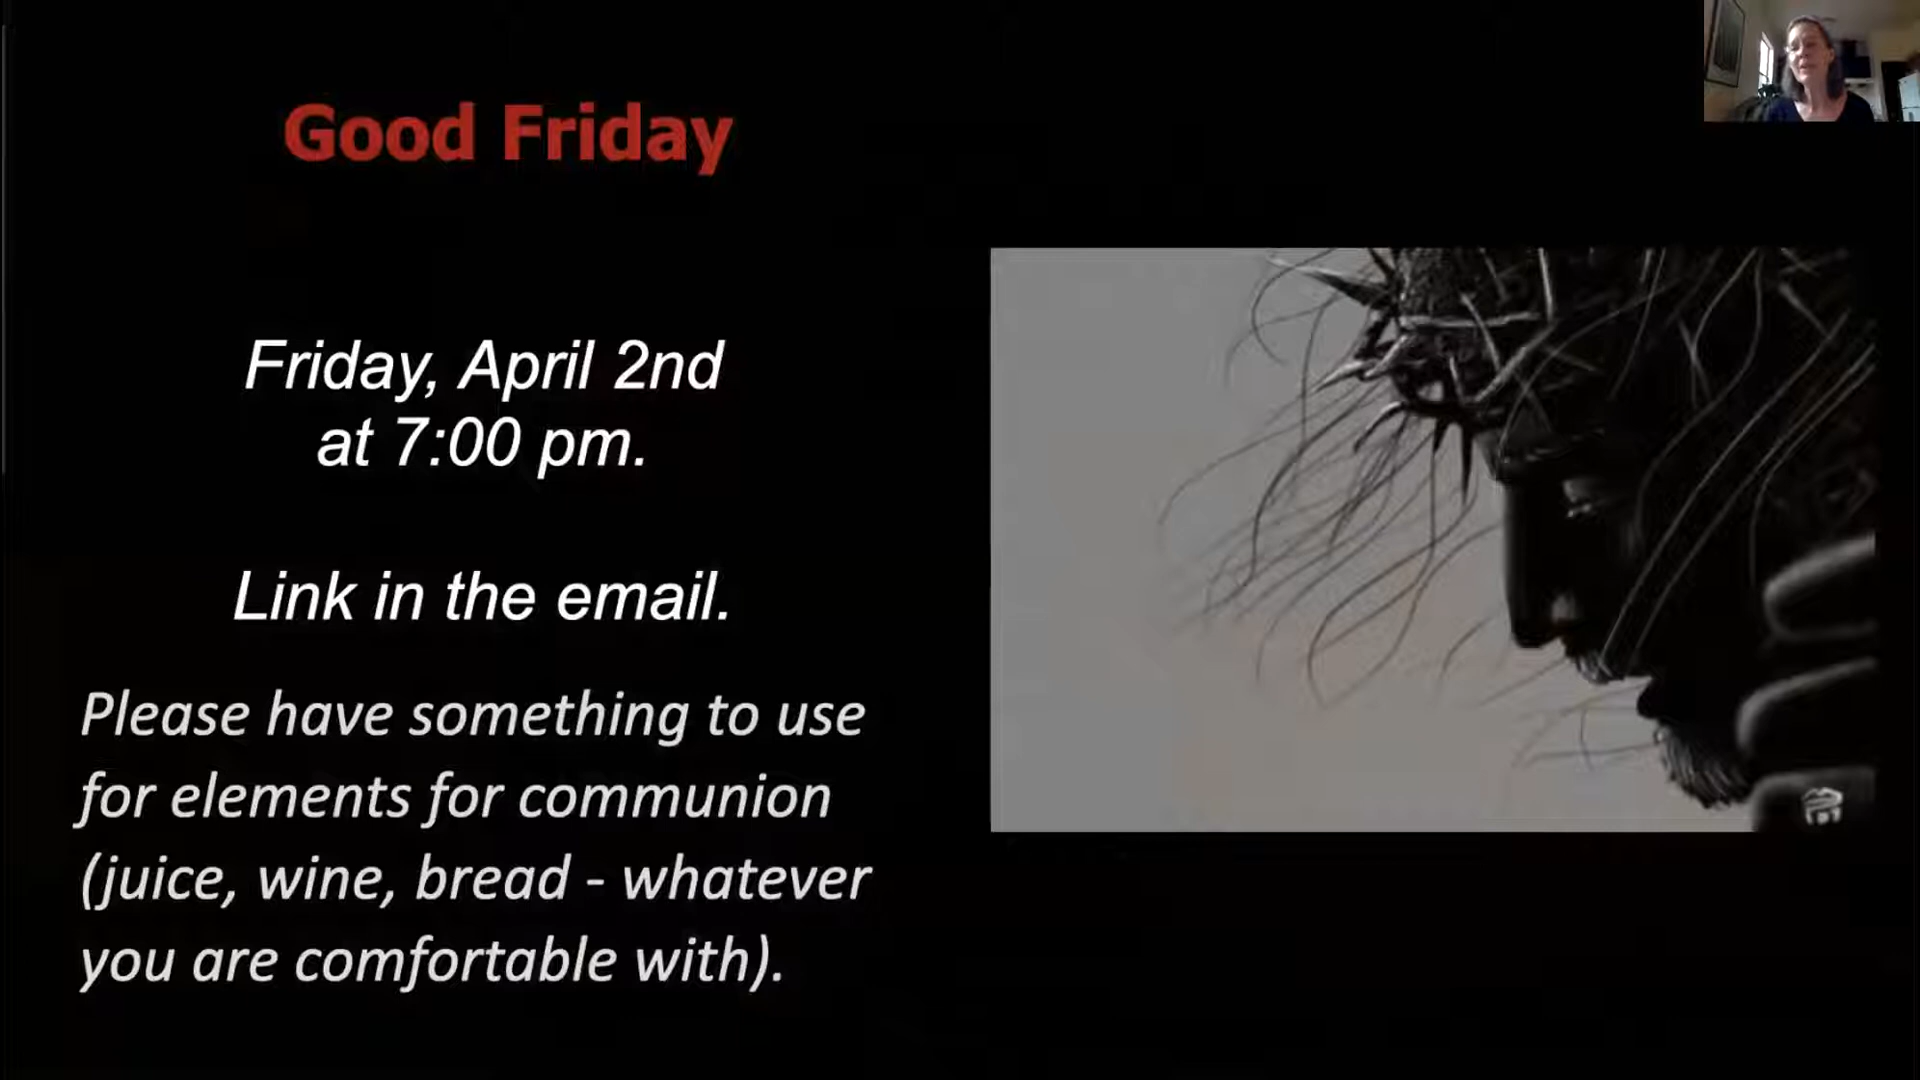 Good Friday
Friday, April 2nd
at 7:00 pm.
Link in the email.
Please have something to use
for elements for communion
(juice, wine, bread - whatever
you are comfortable with).